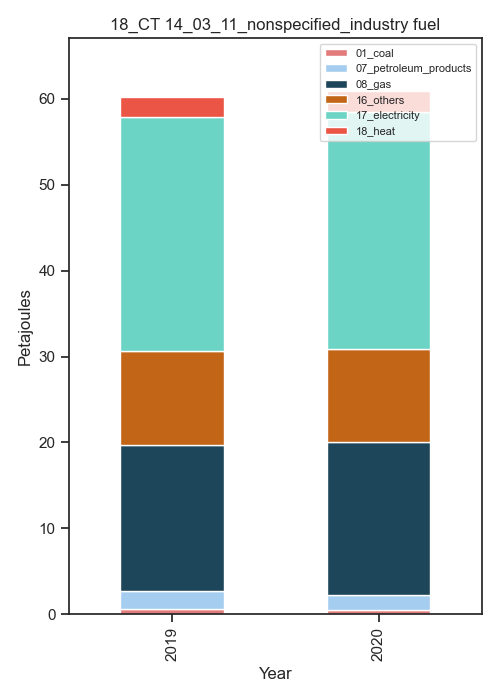 18_CT 14_03_11_nonspecified_industry fuel
01_coal
07_petroleum_products
08_gas
16_others
17_electricity
18_heat
60
50
40
30
20
10
0
Petajoules
2019
2020
Year